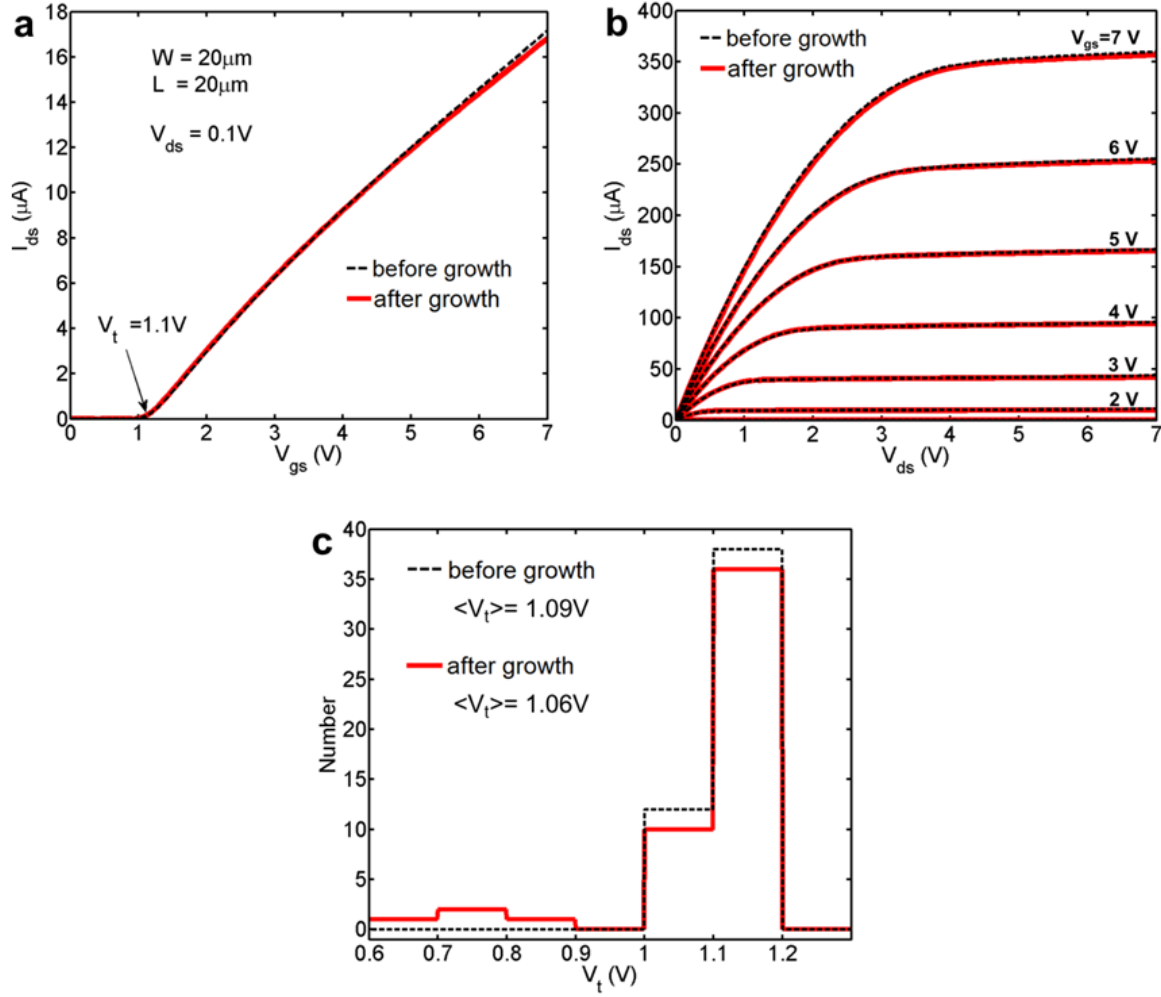 a
18
16
14
12
10
8
6
4
2
0
I_ds (μA)
W = 20μm
L = 20μm
V_ds = 0.1V
before growth
after growth
V_t =1.1V
0 1 2 3 4 5 6 7
V_gs (V)
b
400
350
300
250
200
150
100
50
0
I_ds (μA)
before growth
after growth
V_gs=7 V
6 V
5 V
4 V
3 V
2 V
0 1 2 3 4 5 6 7
V_ds (V)
c
40
35
30
25
20
15
10
5
0
Number
before growth
<V_t>= 1.09V
after growth
<V_t>= 1.06V
0.6 0.7 0.8 0.9 1 1.1 1.2
V_t (V)